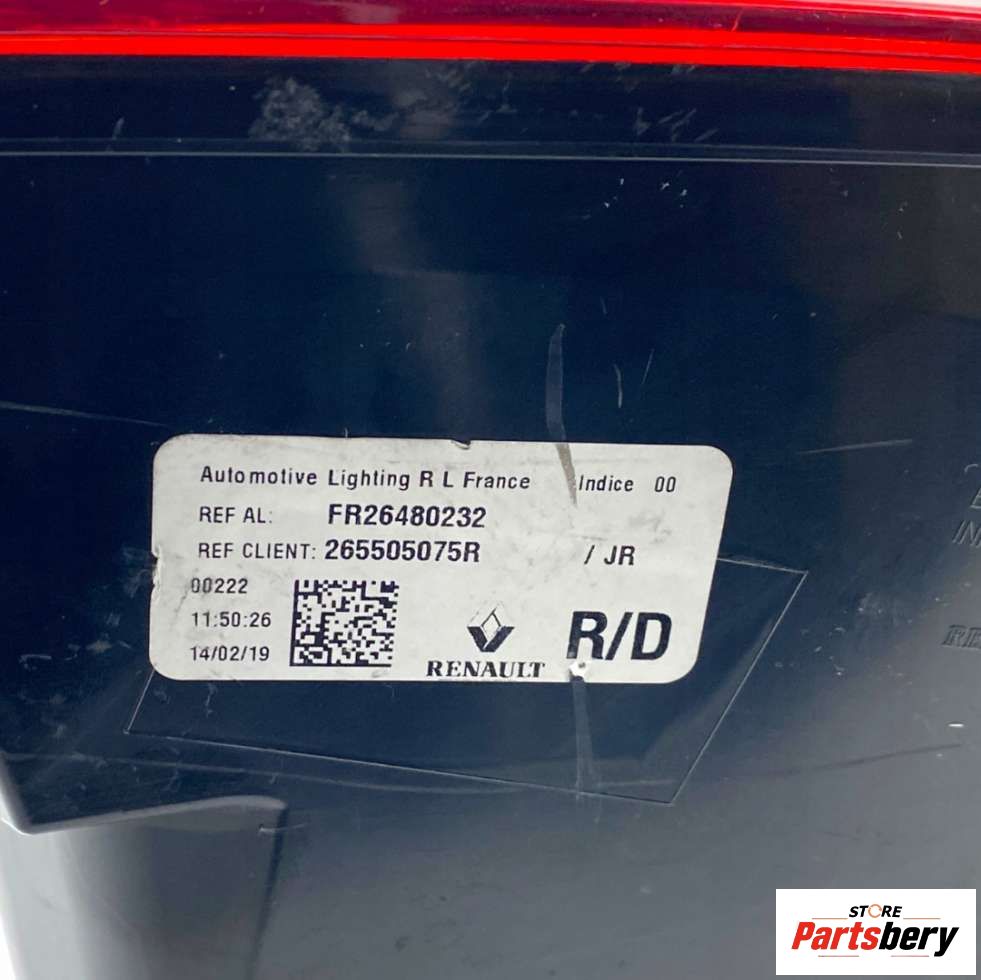 Automotive Lighting R L France Indice 00
REF AL: FR26480232
REF CLIENT: 265505075R / JR
00222
11:50:26
14/02/19
RENAULT
R/D
STORE
Partsbery